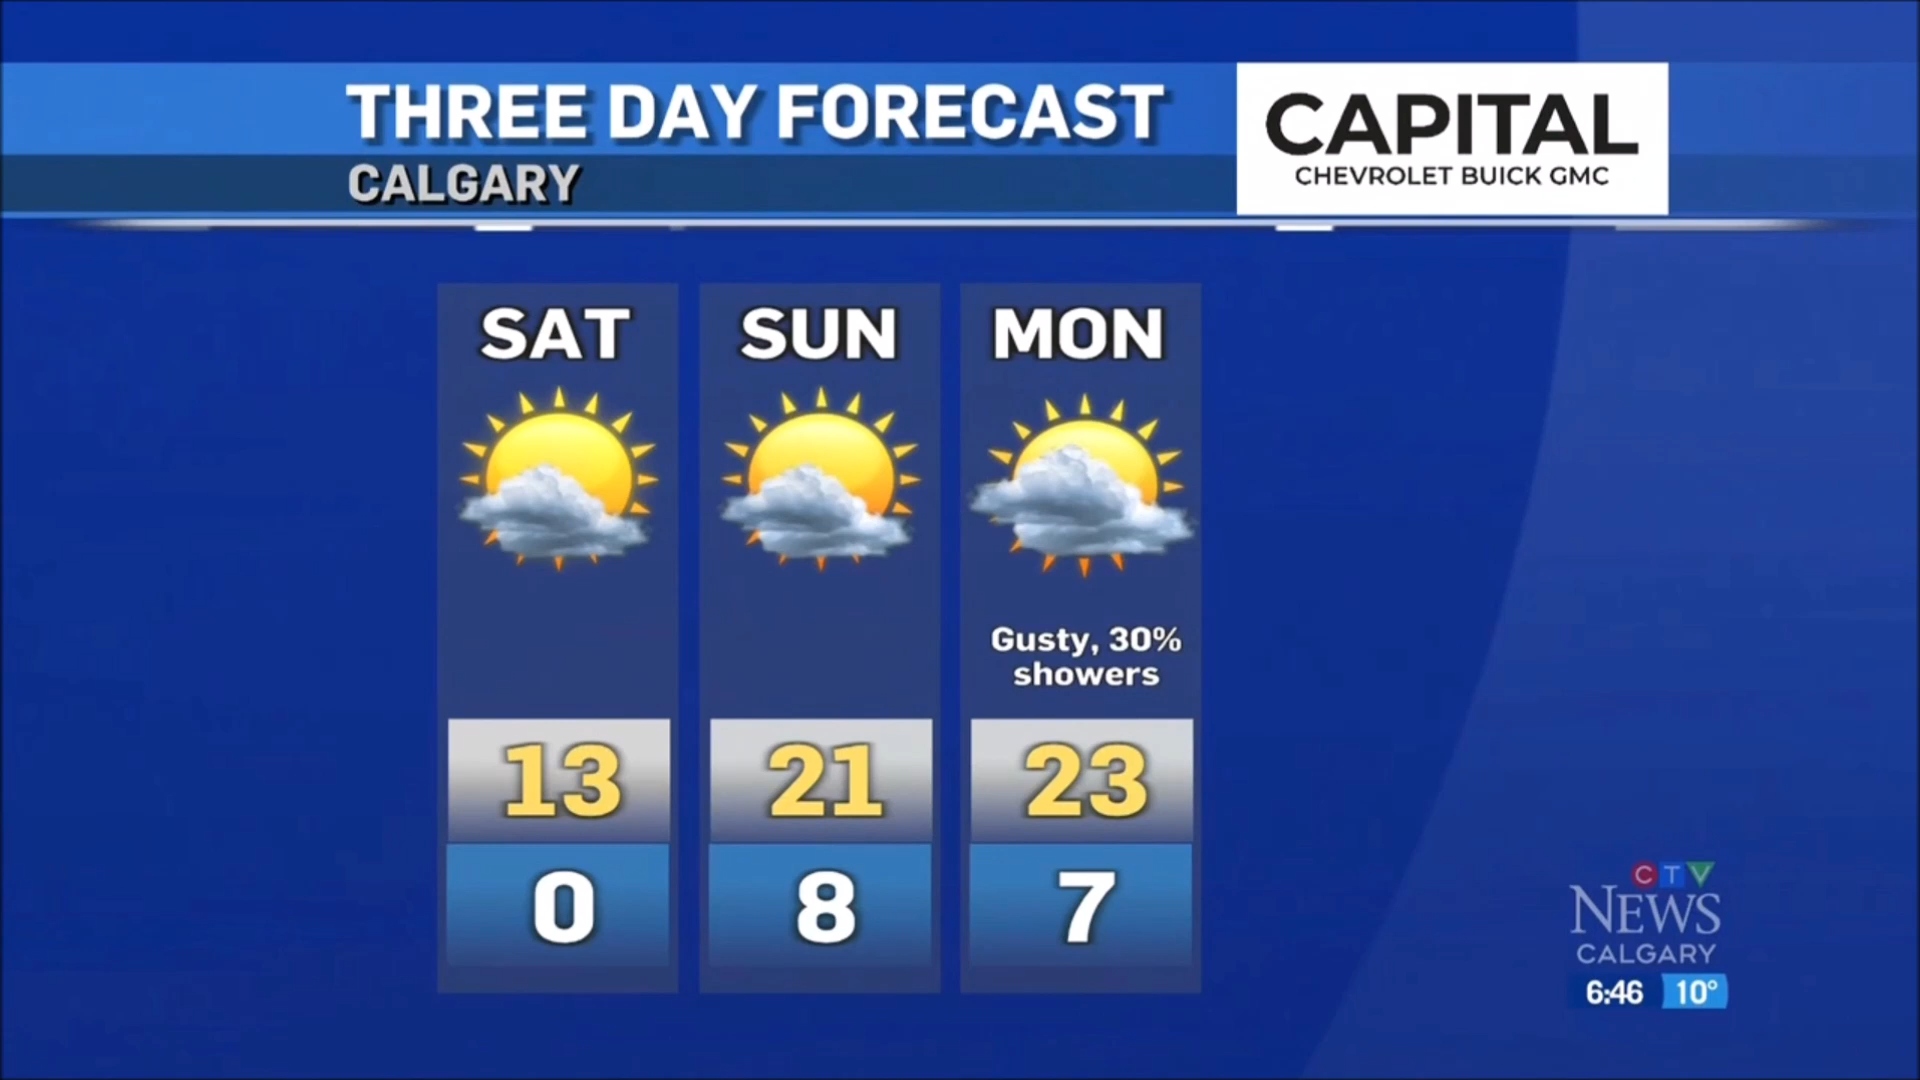 THREE DAY FORECAST
CALGARY
CAPITAL
CHEVROLET BUICK GMC
SAT
SUN
MON
Gusty, 30%
showers
13
21
23
0
8
7
CTV
NEWS
CALGARY
6:46
10°